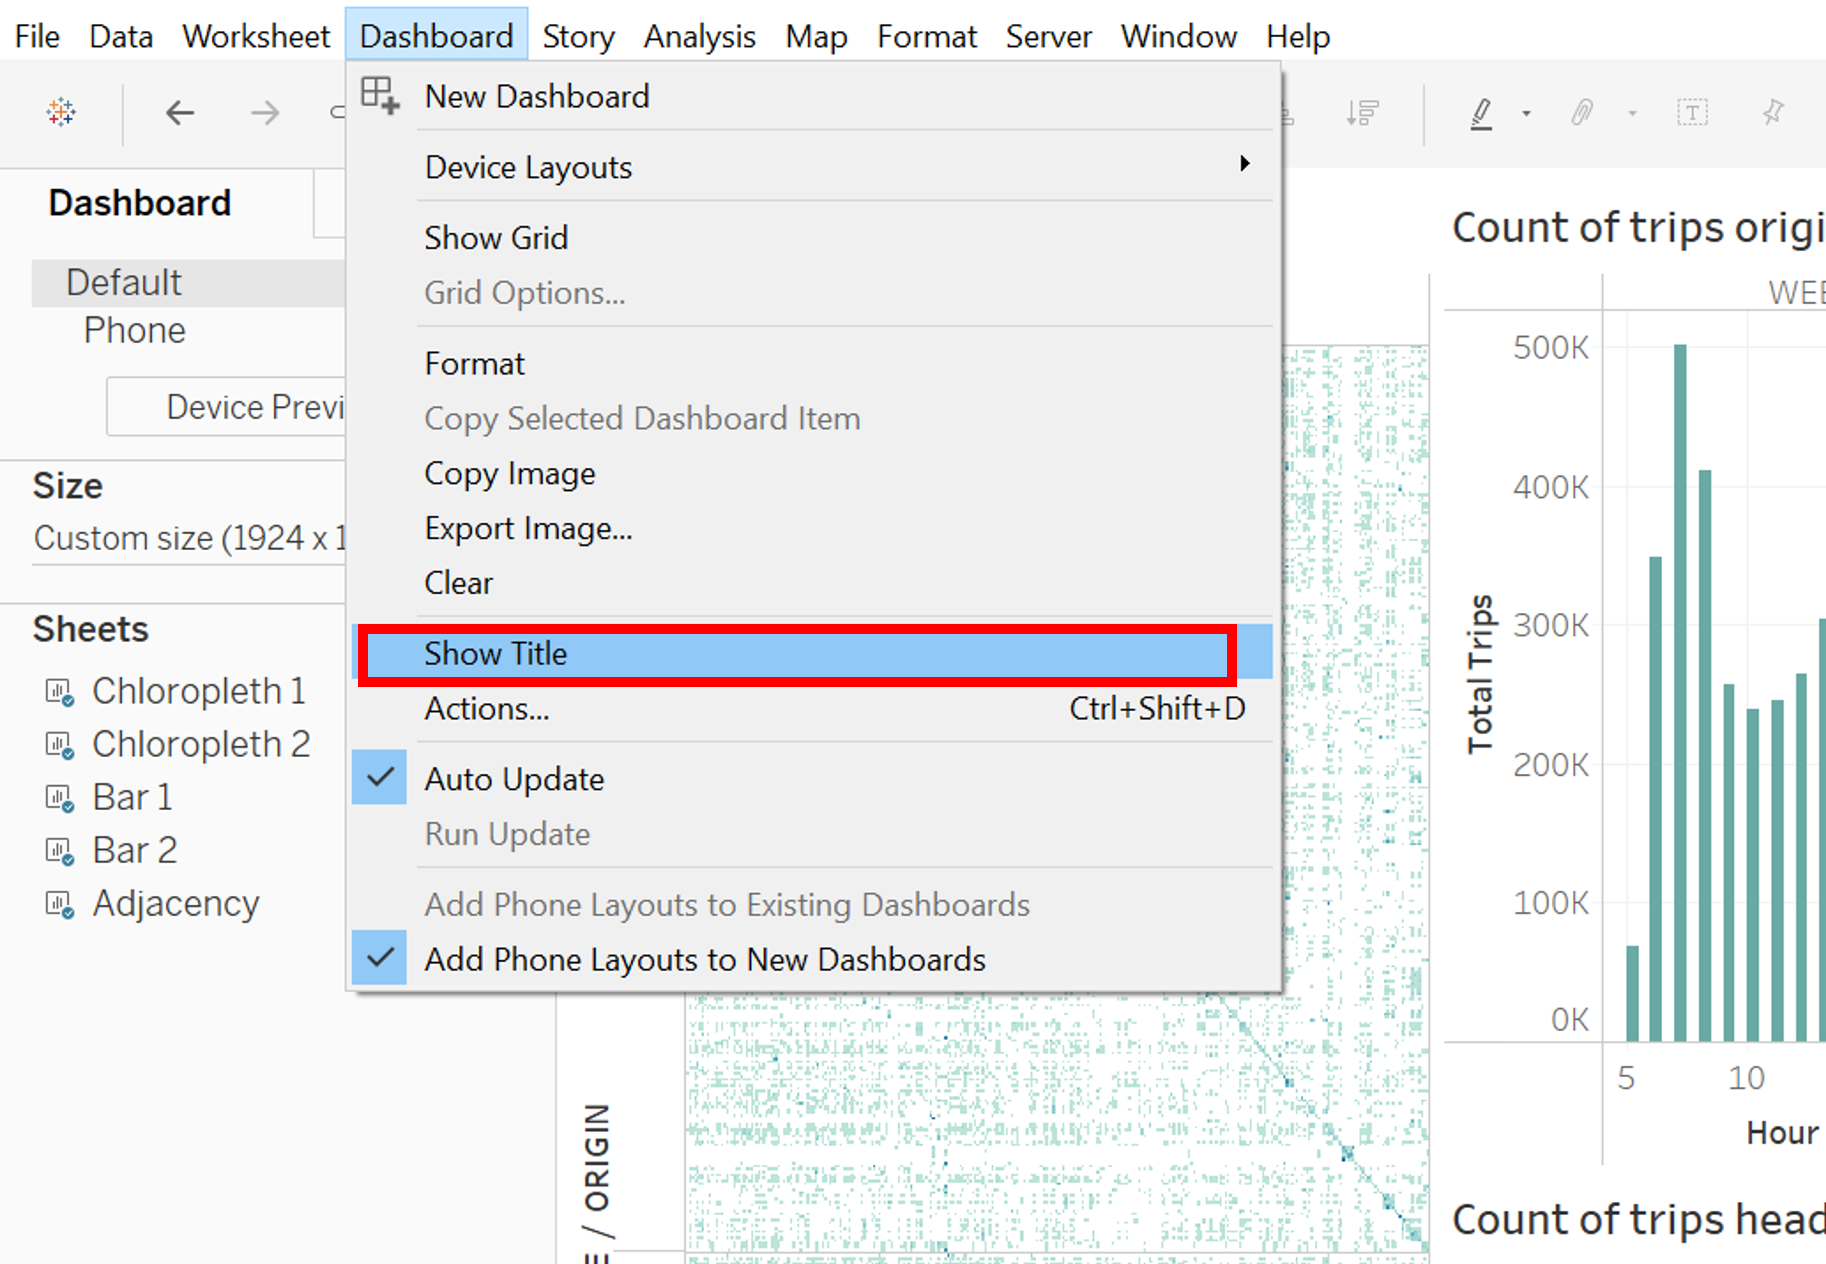 File Data Worksheet Dashboard Story Analysis Map Format Server Window Help
New Dashboard
Device Layouts
Show Grid
Grid Options...
Format
Copy Selected Dashboard Item
Copy Image
Export Image...
Clear
Show Title
Actions... Ctrl+Shift+D
Auto Update
Run Update
Add Phone Layouts to Existing Dashboards
Add Phone Layouts to New Dashboards
Dashboard
Default
Phone
Device Previ
Size
Custom size (1924 x 1
Sheets
Chloropleth 1
Chloropleth 2
Bar 1
Bar 2
Adjacency
E / ORIGIN
Count of trips origi
WEE
500K
400K
300K
200K
100K
0K
Total Trips
5 10
Hour
Count of trips head